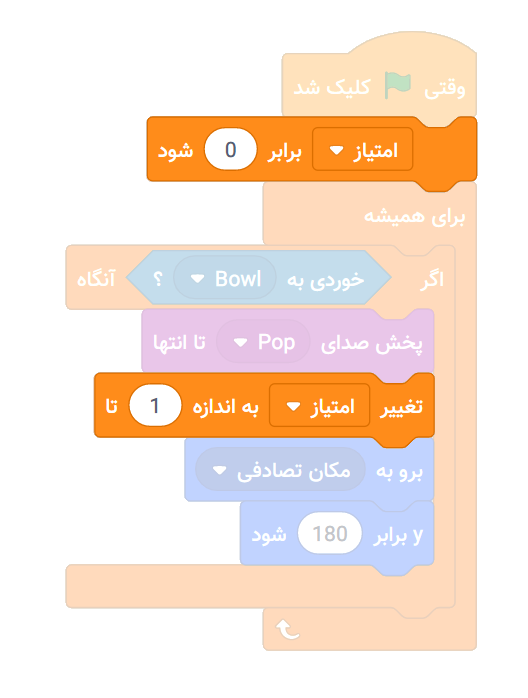 وقتی کلیک شد
امتیاز برابر 0 شود
برای همیشه
اگر خوردی به Bowl ؟ آنگاه
پخش صدای Pop تا انتها
تغییر امتیاز به اندازه 1 تا
برو به مکان تصادفی
y برابر 180 شود